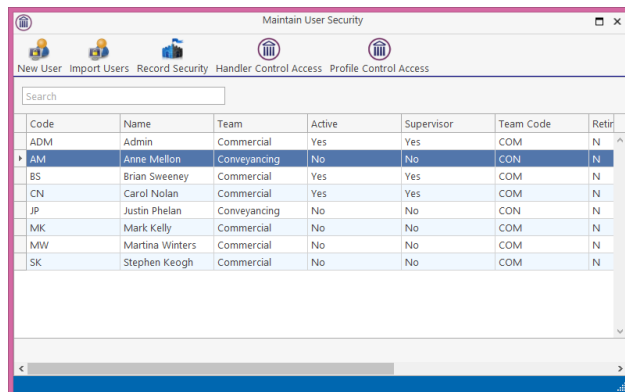 Maintain User Security
New User Import Users Record Security Handler Control Access Profile Control Access
Search
Code Name Team Active Supervisor Team Code Retir
ADM Admin Commercial Yes Yes COM N
AM Anne Mellon Conveyancing No No CON N
BS Brian Sweeney Commercial Yes Yes COM N
CN Carol Nolan Commercial Yes Yes COM N
JP Justin Phelan Conveyancing No No CON N
MK Mark Kelly Commercial No No COM N
MW Martina Winters Commercial No No COM N
SK Stephen Keogh Commercial No No COM N